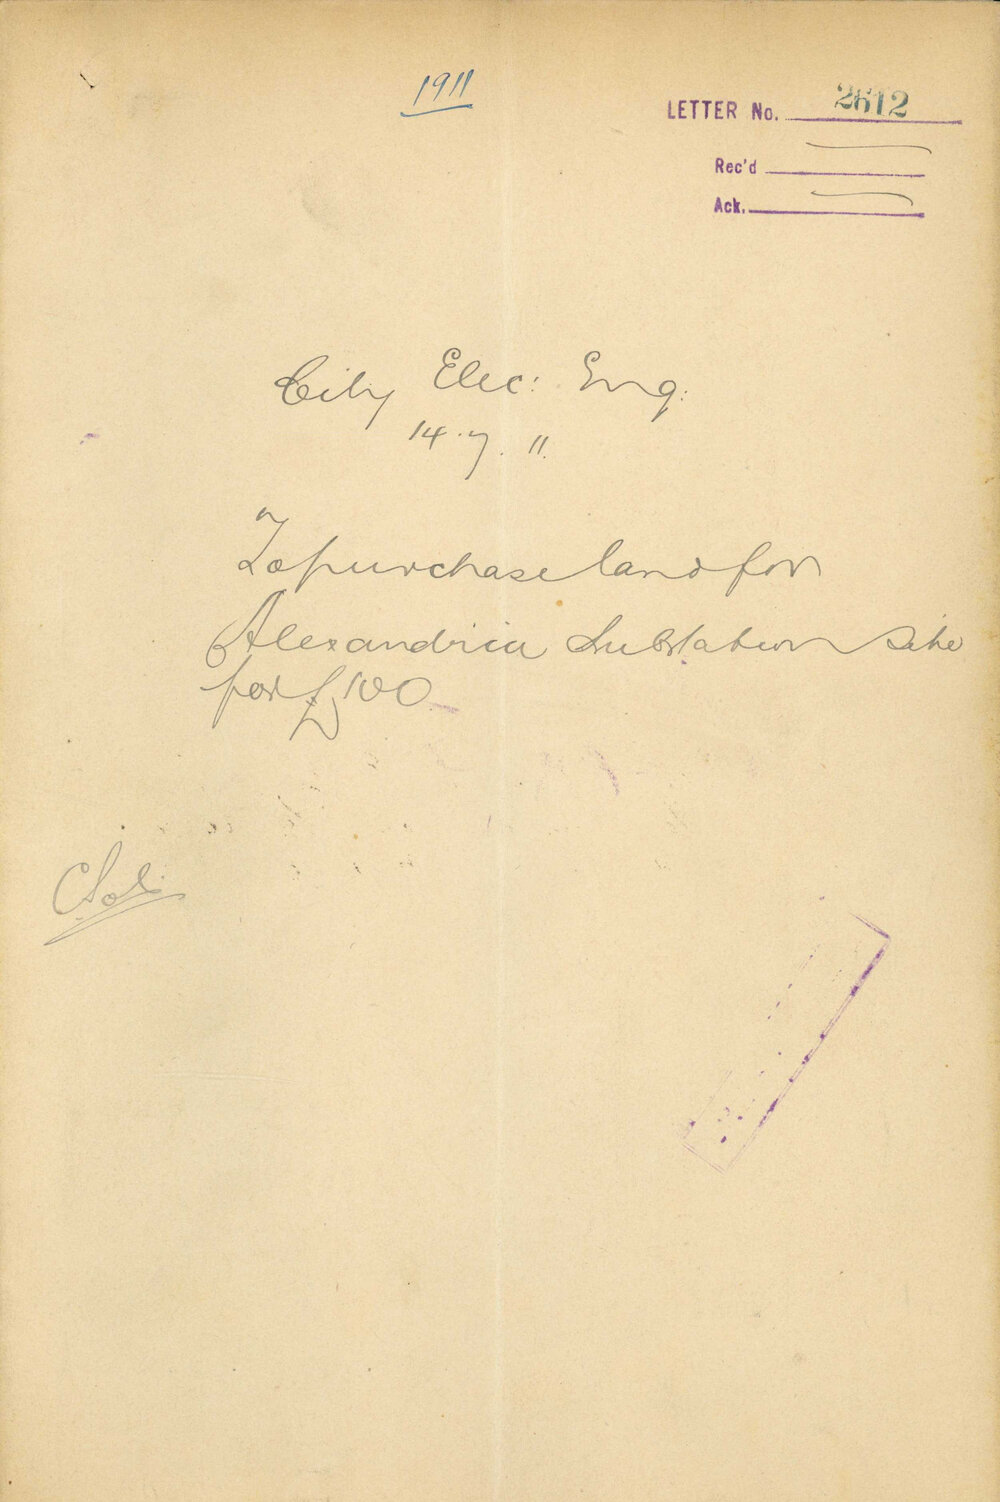 1911
LETTER No. 2612
Rec'd
Ack.
City Elec: Eng:
14.7.11.
To purchase land for
Alexandria Substation site
for £100
C Sol.